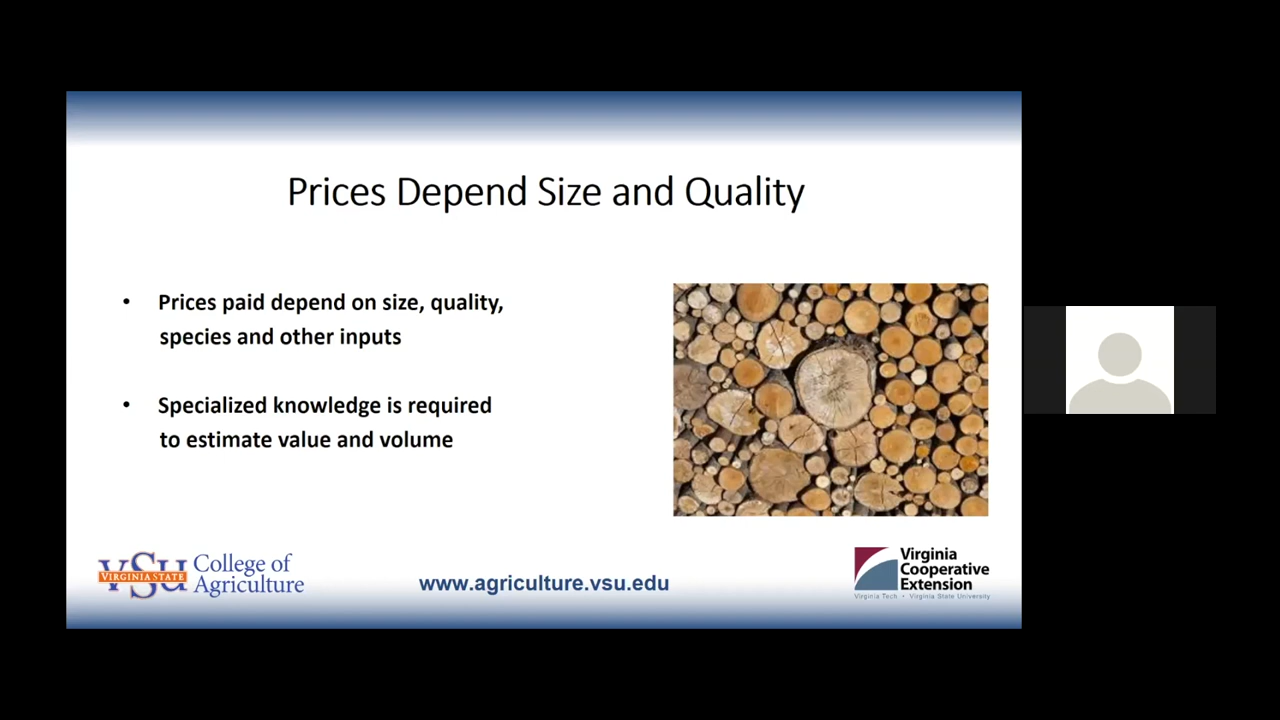 Prices Depend Size and Quality
• Prices paid depend on size, quality,
species and other inputs
• Specialized knowledge is required
to estimate value and volume
VSU
VIRGINIA STATE
College of
Agriculture
www.agriculture.vsu.edu
Virginia
Cooperative
Extension
Virginia Tech • Virginia State University